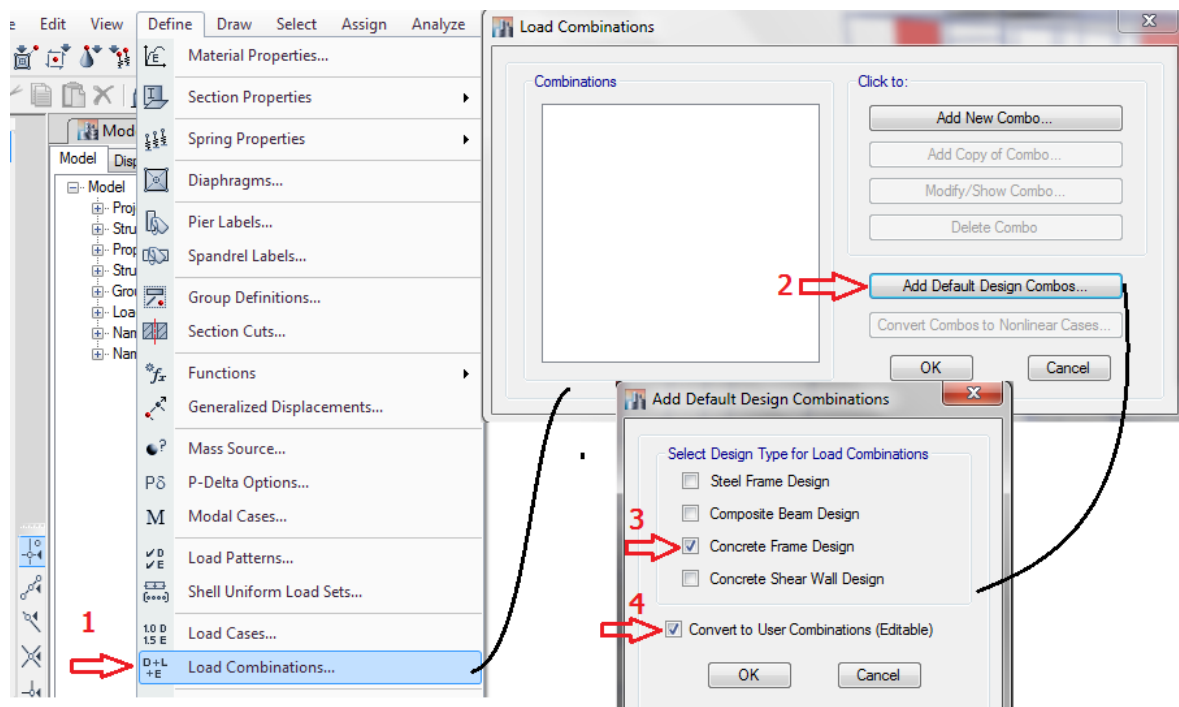 Edit View Define Draw Select Assign Analyze
Material Properties...
Section Properties
Spring Properties
Diaphragms...
Pier Labels...
Spandrel Labels...
Group Definitions...
Section Cuts...
Functions
Generalized Displacements...
Mass Source...
Pδ P-Delta Options...
M Modal Cases...
Load Patterns...
Shell Uniform Load Sets...
1.0 D
1.5 E
Load Cases...
1
D+L
+E
Load Combinations...
Model
Model
Load Combinations
Combinations
Click to:
Add New Combo...
Add Copy of Combo...
Modify/Show Combo...
Delete Combo
2
Add Default Design Combos...
Convert Combos to Nonlinear Cases...
OK Cancel
Add Default Design Combinations
Select Design Type for Load Combinations
Steel Frame Design
Composite Beam Design
3
Concrete Frame Design
Concrete Shear Wall Design
4
Convert to User Combinations (Editable)
OK Cancel